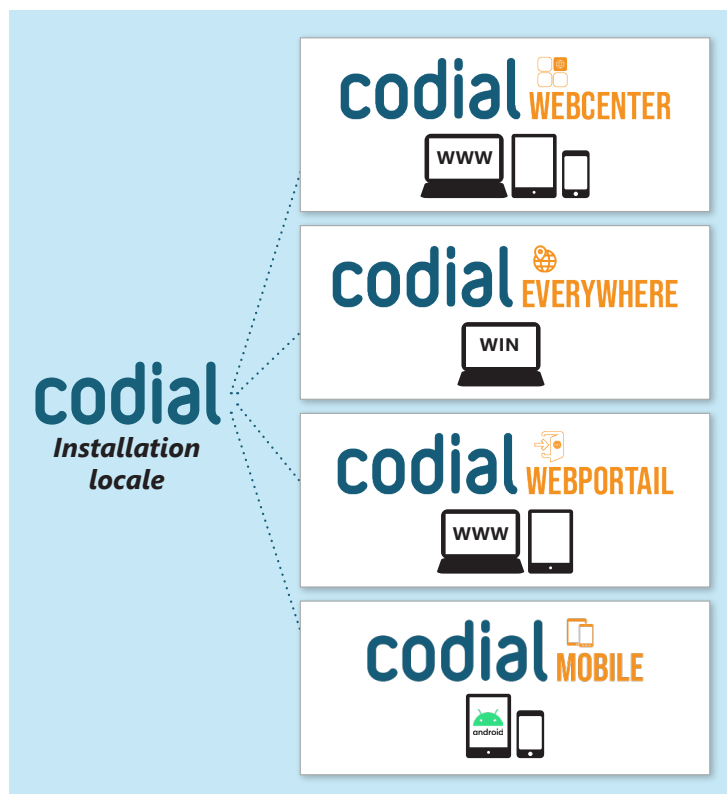 codial
Installation
locale
codial WEBCENTER
WWW
codial EVERYWHERE
WIN
codial WEBPORTAIL
WWW
codial MOBILE
android